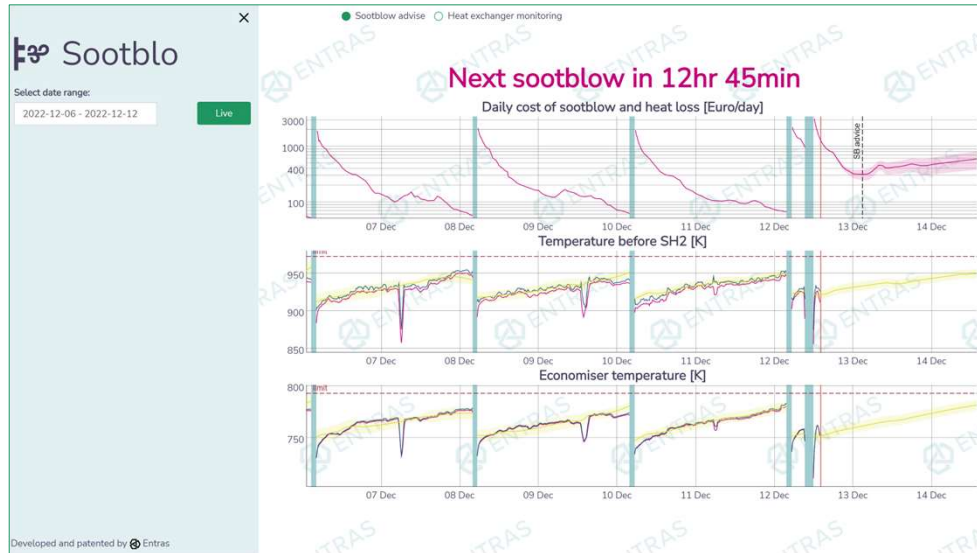 Sootblow advise
Heat exchanger monitoring
Sootblo
Select date range:
2022-12-06 - 2022-12-12
Live
Next sootblow in 12hr 45min
Daily cost of sootblow and heat loss [Euro/day]
3000
1000
400
100
SB advice
07 Dec
08 Dec
09 Dec
10 Dec
11 Dec
12 Dec
13 Dec
14 Dec
Temperature before SH2 [K]
950
900
850
07 Dec
08 Dec
09 Dec
10 Dec
11 Dec
12 Dec
13 Dec
14 Dec
Economiser temperature [K]
800
750
07 Dec
08 Dec
09 Dec
10 Dec
11 Dec
12 Dec
13 Dec
14 Dec
Developed and patented by Entras
ENTRAS